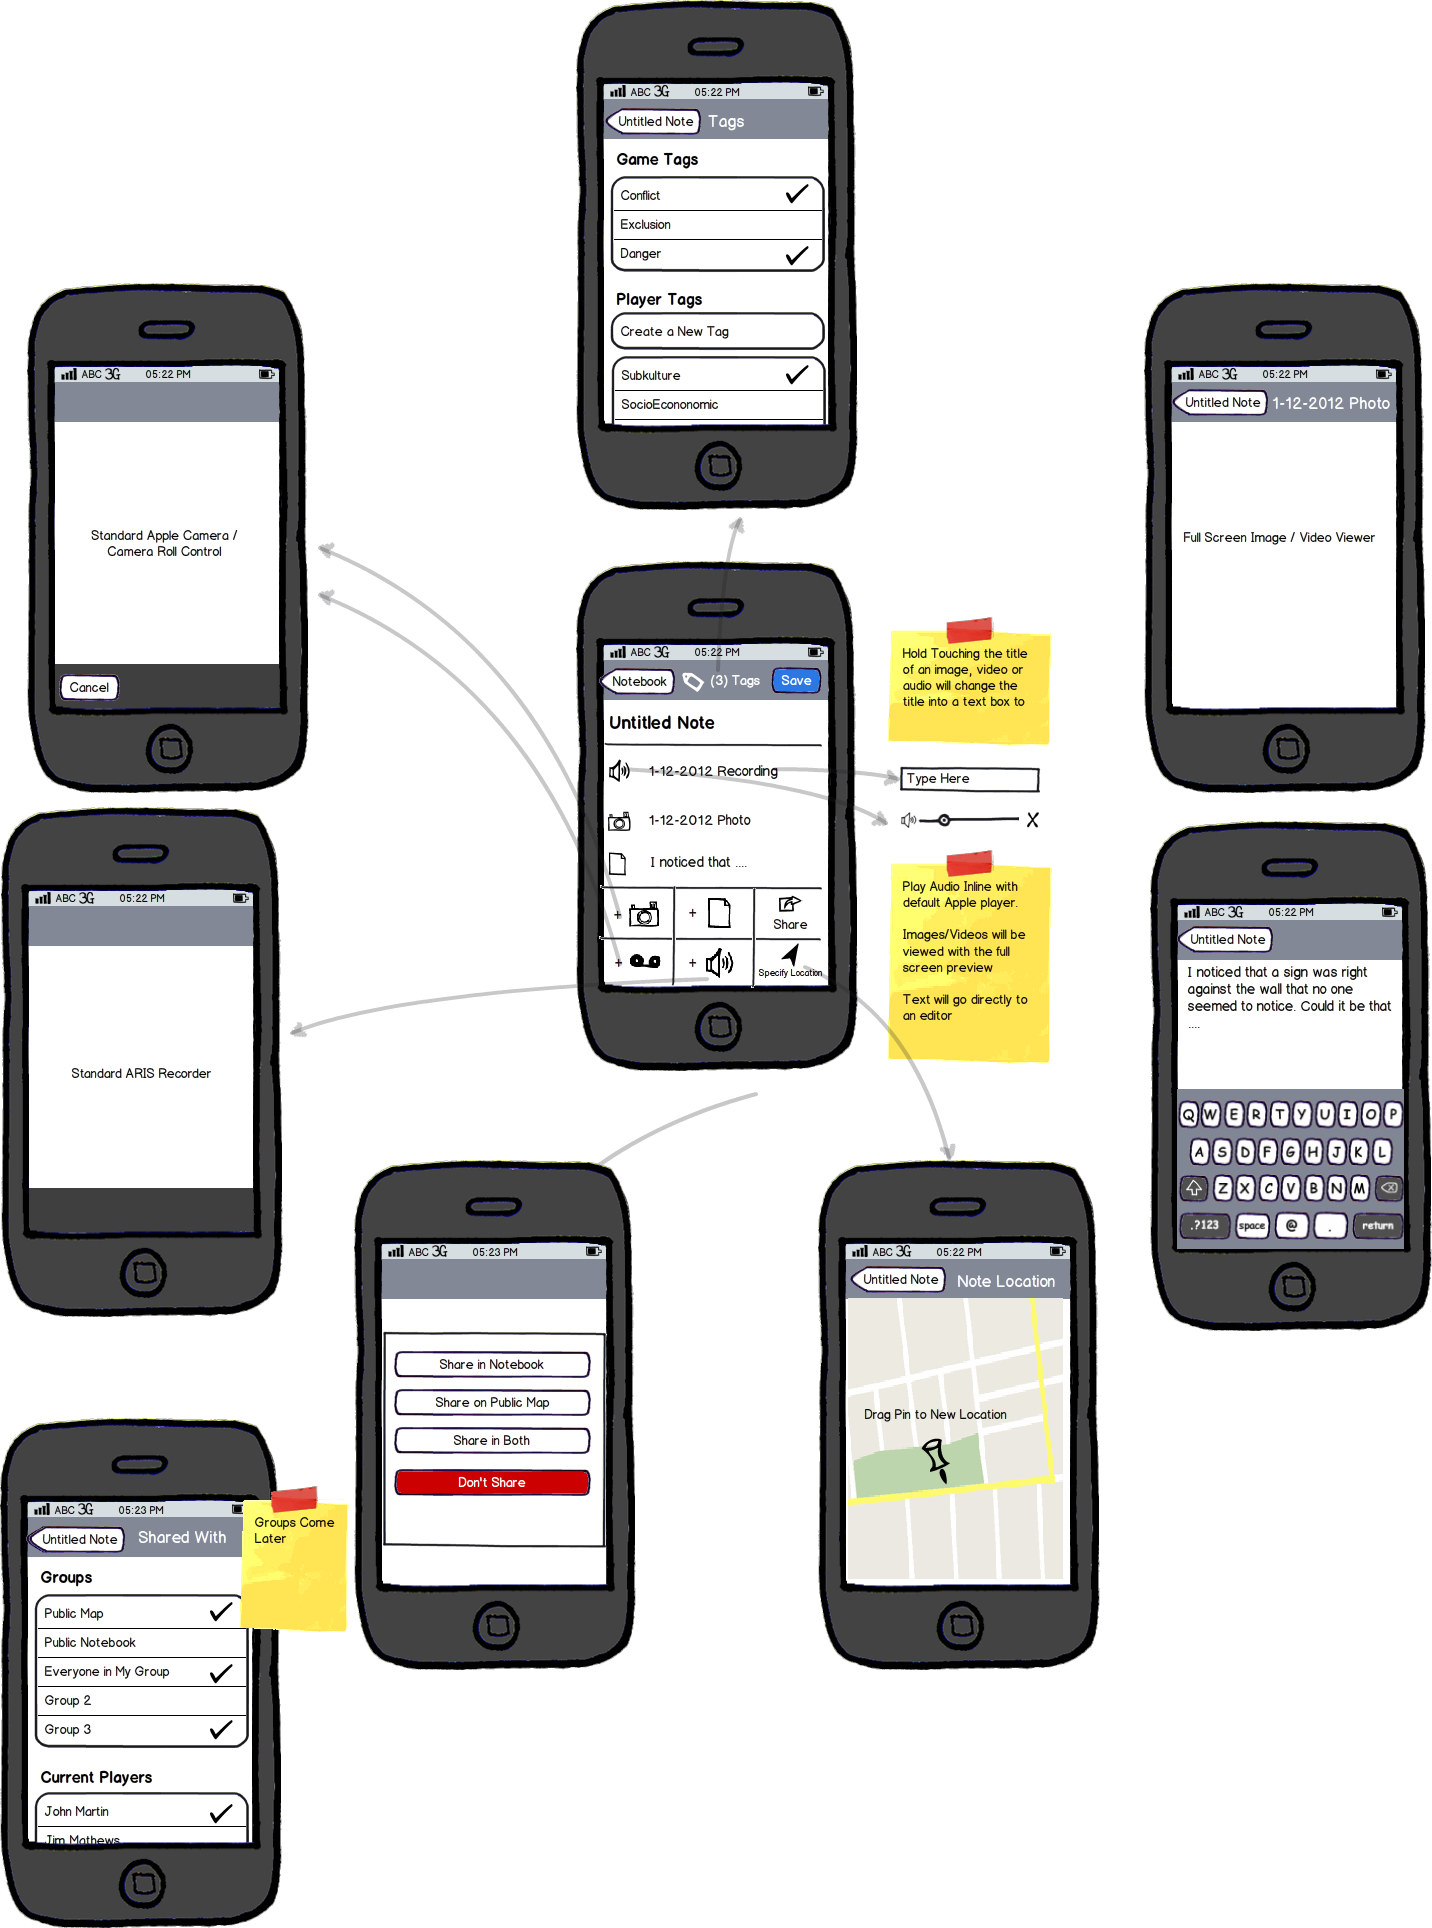 ABC 3G 05:22 PM
Untitled Note Tags
Game Tags
Conflict
Exclusion
Danger
Player Tags
Create a New Tag
Subkulture
SocioEcononomic
ABC 3G 05:22 PM
Standard Apple Camera /
Camera Roll Control
Cancel
ABC 3G 05:22 PM
Untitled Note 1-12-2012 Photo
Full Screen Image / Video Viewer
ABC 3G 05:22 PM
Notebook (3) Tags Save
Untitled Note
1-12-2012 Recording
1-12-2012 Photo
I noticed that ....
+ + Share
+ + Specify Location
Hold Touching the title
of an image, video or
audio will change the
title into a text box to
Type Here
X
Play Audio Inline with
default Apple player.
Images/Videos will be
viewed with the full
screen preview
Text will go directly to
an editor
ABC 3G 05:22 PM
Standard ARIS Recorder
ABC 3G 05:22 PM
Untitled Note
I noticed that a sign was right
against the wall that no one
seemed to notice. Could it be that
....
Q W E R T Y U I O P
A S D F G H J K L
Z X C V B N M
.?123 space @ . return
ABC 3G 05:23 PM
Share in Notebook
Share on Public Map
Share in Both
Don't Share
ABC 3G 05:22 PM
Untitled Note Note Location
Drag Pin to New Location
ABC 3G 05:23 PM
Untitled Note Shared With
Groups
Public Map
Public Notebook
Everyone in My Group
Group 2
Group 3
Current Players
John Martin
Jim Mathews
Groups Come
Later